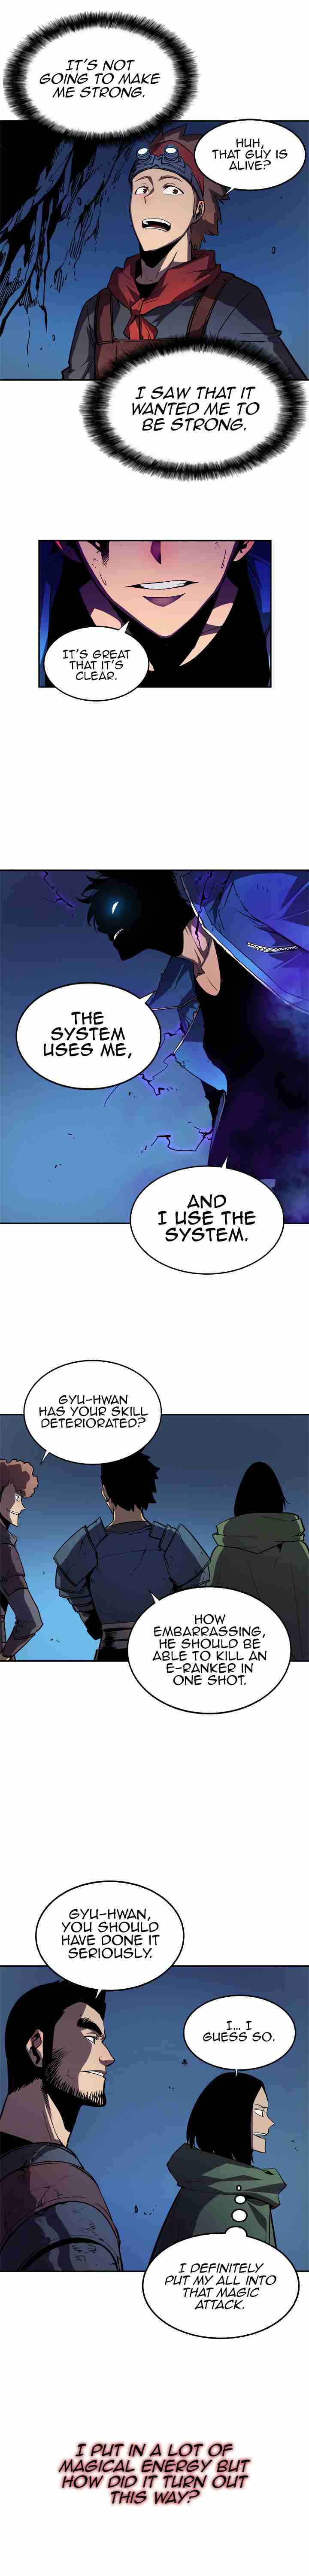 IT'S NOT
GOING TO MAKE
ME STRONG.
HUH,
THAT GUY IS
ALIVE?
I SAW THAT IT
WANTED ME TO
BE STRONG.
IT'S GREAT
THAT IT'S
CLEAR.
THE
SYSTEM
USES ME,
AND
I USE THE
SYSTEM.
GYU-HWAN
HAS YOUR SKILL
DETERIORATED?
HOW
EMBARRASSING,
HE SHOULD BE
ABLE TO KILL AN
E-RANKER IN
ONE SHOT.
GYU-HWAN,
YOU SHOULD
HAVE DONE IT
SERIOUSLY.
I... I
GUESS SO.
I DEFINITELY
PUT MY ALL INTO
THAT MAGIC
ATTACK.
I PUT IN A LOT OF
MAGICAL ENERGY BUT
HOW DID IT TURN OUT
THIS WAY?